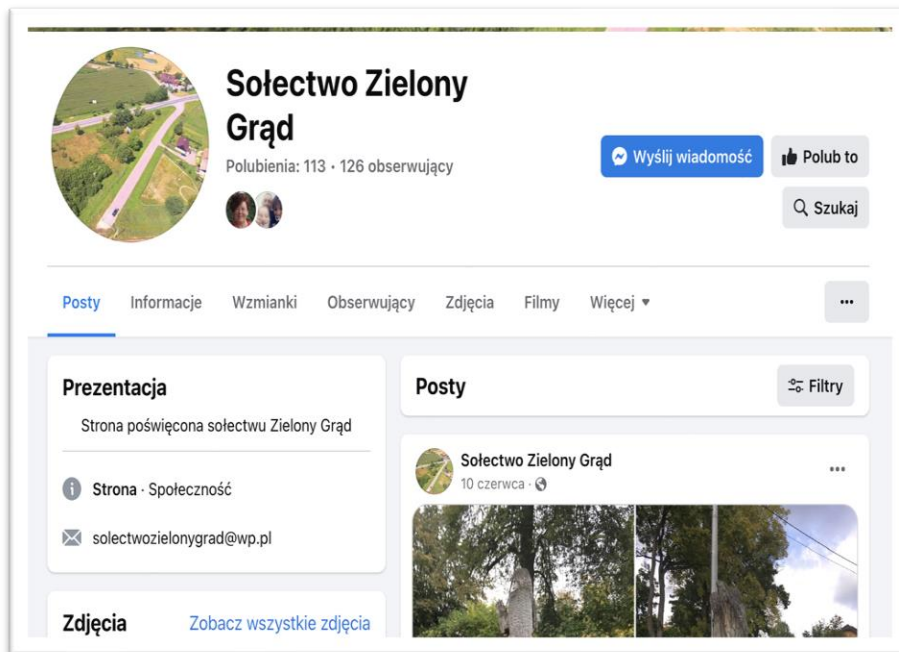 Sołectwo Zielony
Grąd
Polubienia: 113 · 126 obserwujący
Wyślij wiadomość
Polub to
Szukaj
Posty Informacje Wzmianki Obserwujący Zdjęcia Filmy Więcej
Prezentacja
Strona poświęcona sołectwu Zielony Grąd
Strona · Społeczność
solectwozielonygrad@wp.pl
Zdjęcia Zobacz wszystkie zdjęcia
Posty Filtry
Sołectwo Zielony Grąd
10 czerwca ·